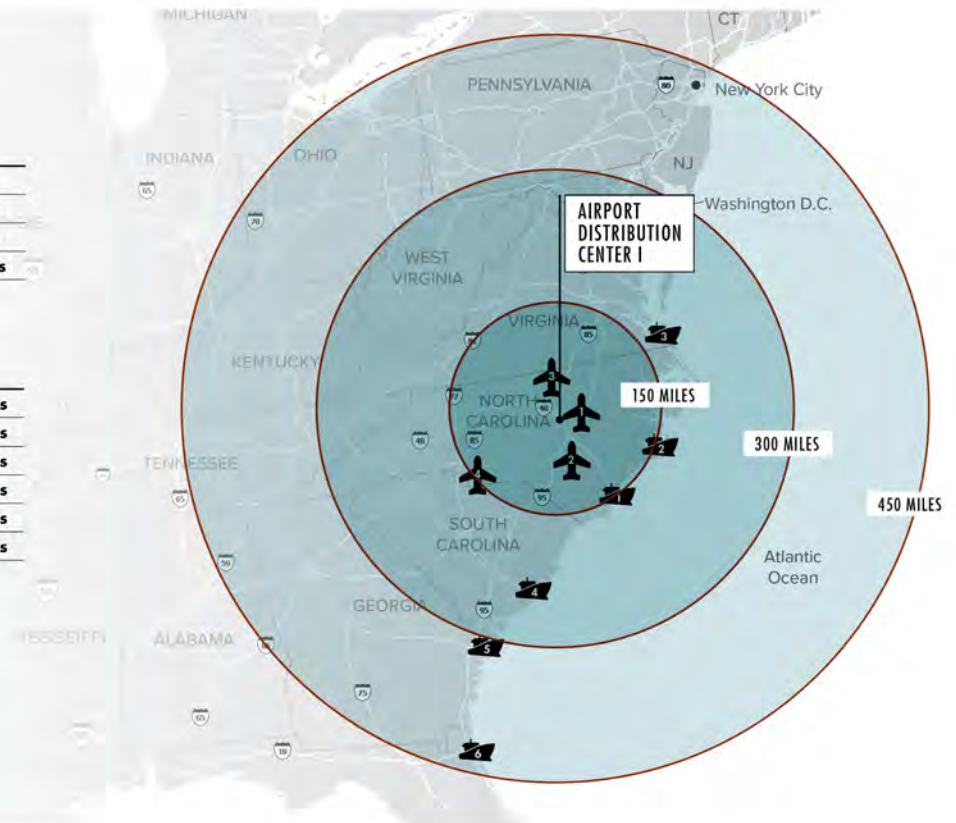 MICHIGAN
CT
PENNSYLVANIA
80
New York City
INDIANA
OHIO
NJ
65
70
Washington D.C.
AIRPORT
DISTRIBUTION
CENTER I
s
WEST
VIRGINIA
VIRGINIA
85
3
KENTUCKY
3
77
NORTH
CAROLINA
40
1
150 MILES
s
s
40
85
2
300 MILES
TENNESSEE
4
2
s
65
95
1
450 MILES
s
s
SOUTH
CAROLINA
s
59
Atlantic
Ocean
4
GEORGIA
95
ALABAMA
5
75
65
10
6